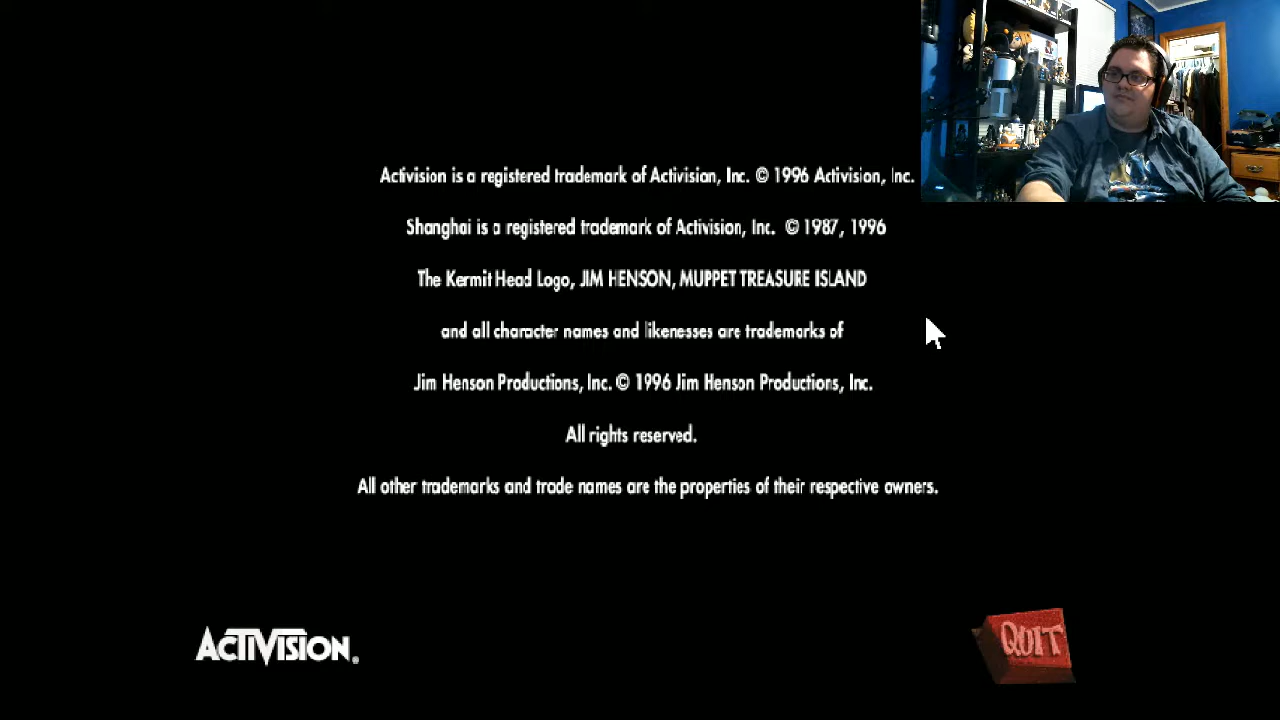 Activision is a registered trademark of Activision, Inc. © 1996 Activision, Inc.
Shanghai is a registered trademark of Activision, Inc. © 1987, 1996
The Kermit Head Logo, JIM HENSON, MUPPET TREASURE ISLAND
and all character names and likenesses are trademarks of
Jim Henson Productions, Inc. © 1996 Jim Henson Productions, Inc.
All rights reserved.
All other trademarks and trade names are the properties of their respective owners.
ACTIVISION®
QUIT